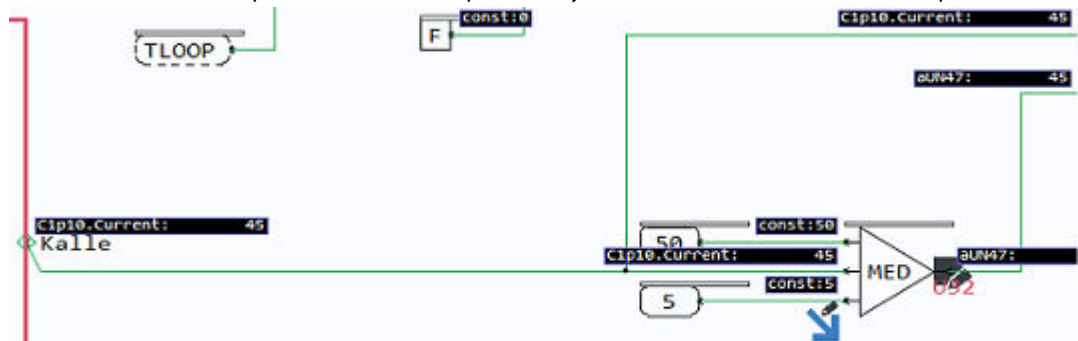 const:0
C1p10.Current: 45
TLOOP
F
aUN47: 45
C1p10.Current: 45
Kalle
const:50
50
C1p10.Current: 45
aUN47:
MED
const:5
5